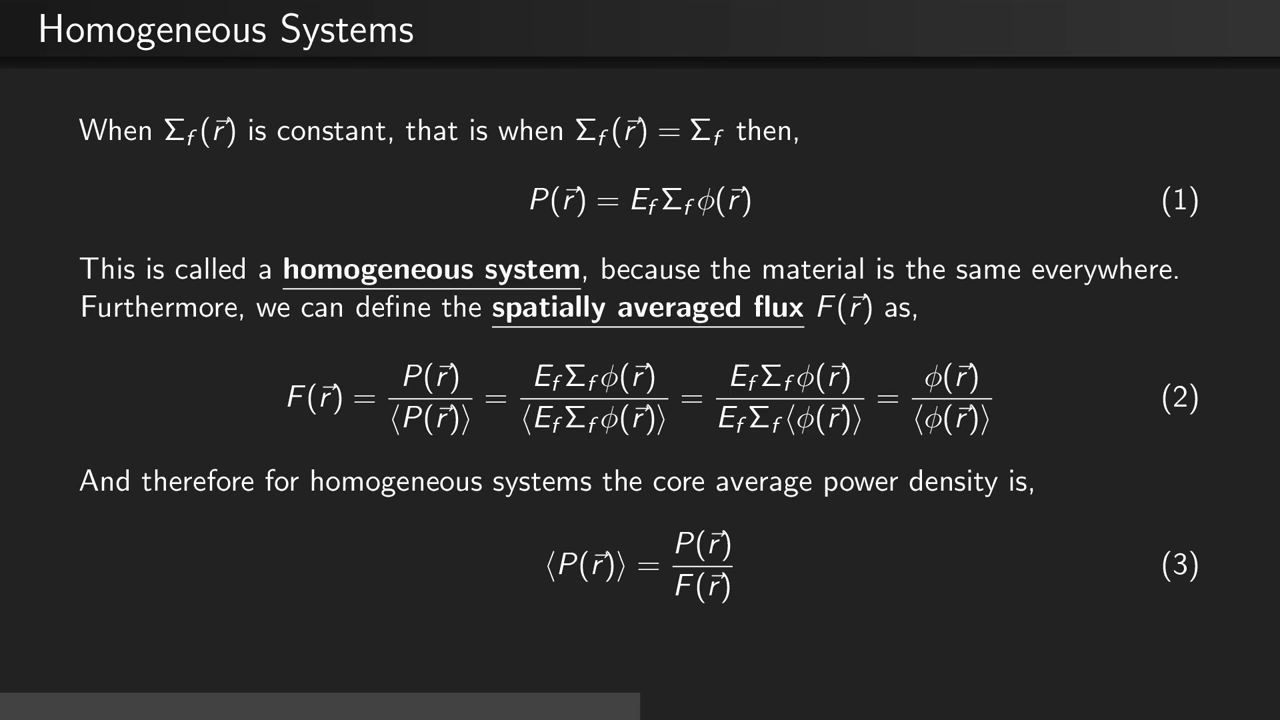 Homogeneous Systems
When Σ_f(r⃗) is constant, that is when Σ_f(r⃗) = Σ_f then,
P(r⃗) = E_f Σ_f ϕ(r⃗) (1)
This is called a homogeneous system, because the material is the same everywhere.
Furthermore, we can define the spatially averaged flux F(r⃗) as,
F(r⃗) = P(r⃗)/⟨P(r⃗)⟩ = E_f Σ_f ϕ(r⃗)/⟨E_f Σ_f ϕ(r⃗)⟩ = E_f Σ_f ϕ(r⃗)/E_f Σ_f ⟨ϕ(r⃗)⟩ = ϕ(r⃗)/⟨ϕ(r⃗)⟩ (2)
And therefore for homogeneous systems the core average power density is,
⟨P(r⃗)⟩ = P(r⃗)/F(r⃗) (3)